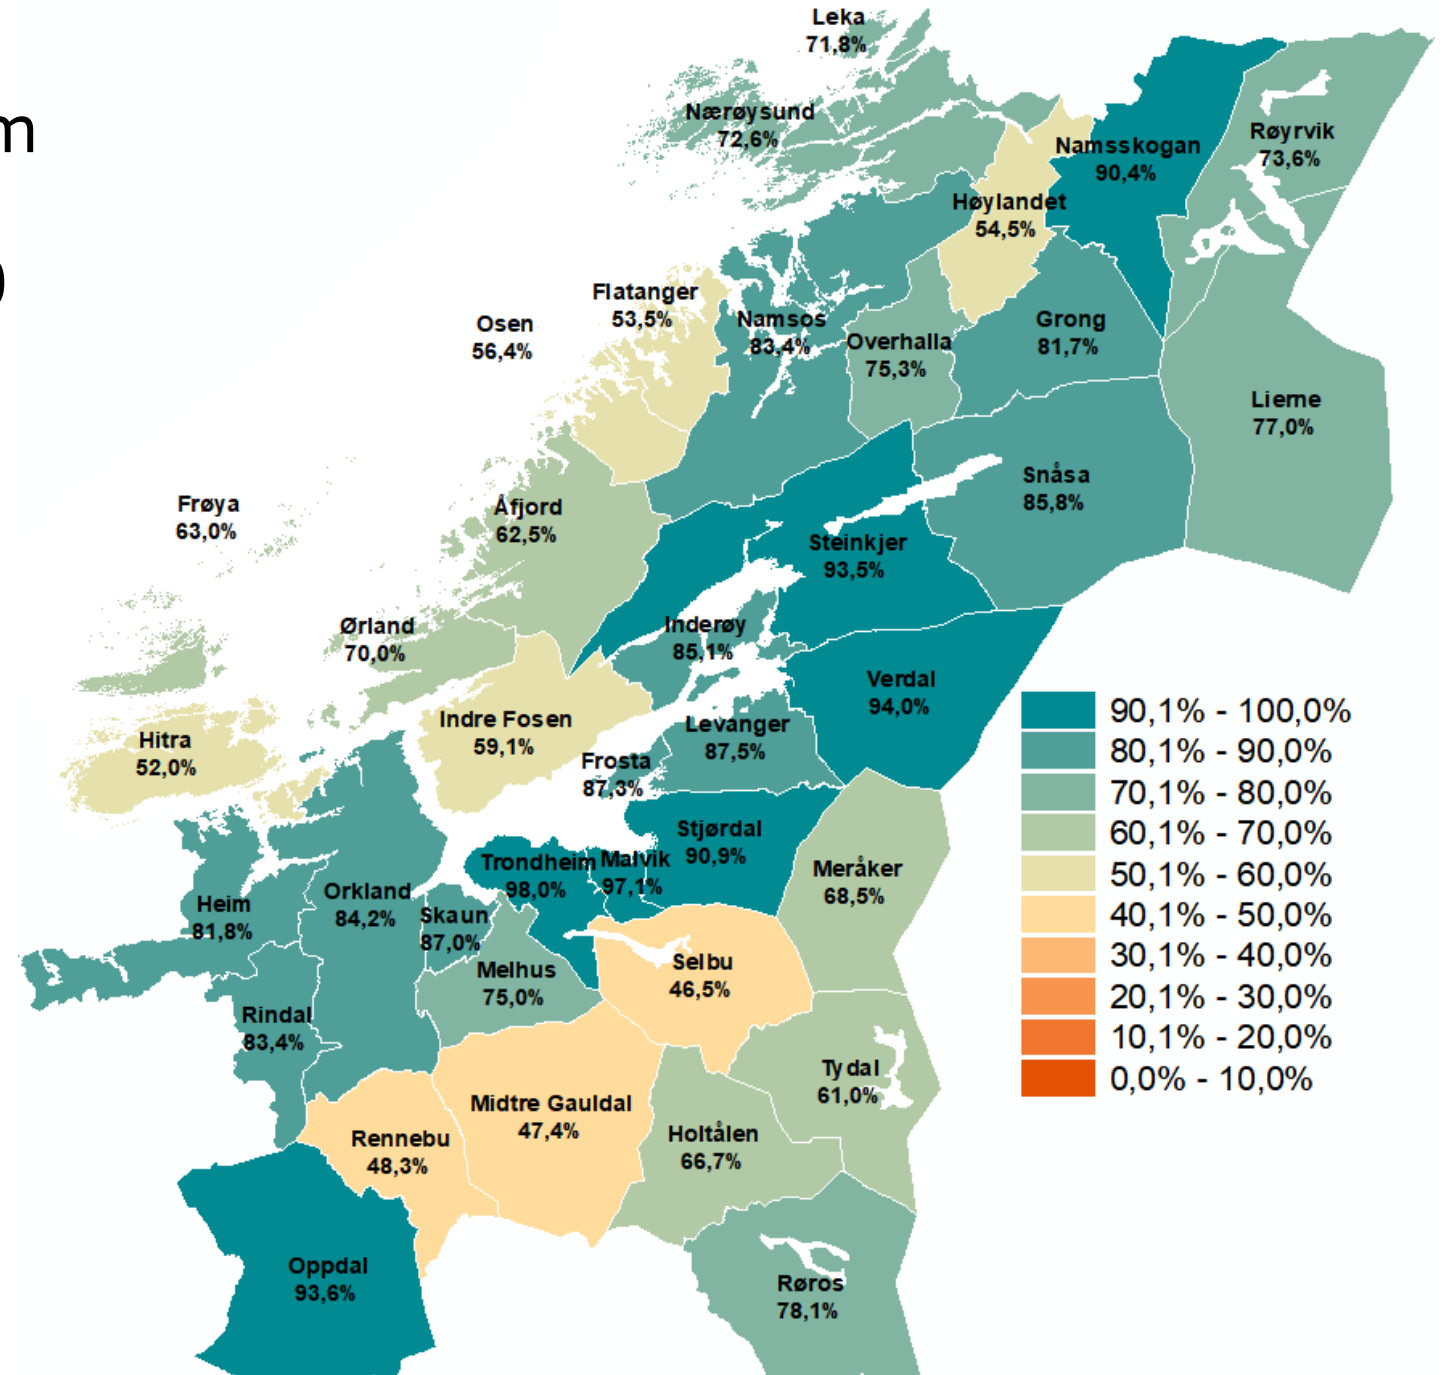 m
)
Leka
71,8%
Nærøysund
72,6%
Namsskogan
90,4%
Røyrvik
73,6%
Høylandet
54,5%
Flatanger
53,5%
Osen
56,4%
Namsos
83,4%
Overhalla
75,3%
Grong
81,7%
Lierne
77,0%
Snåsa
85,8%
Frøya
63,0%
Åfjord
62,5%
Steinkjer
93,5%
Ørland
70,0%
Inderøy
85,1%
Verdal
94,0%
Indre Fosen
59,1%
Levanger
87,5%
Hitra
52,0%
Frosta
87,3%
Stjørdal
90,9%
Trondheim
98,0%
Malvik
97,1%
Meråker
68,5%
Orkland
84,2%
Heim
81,8%
Skaun
87,0%
Melhus
75,0%
Selbu
46,5%
Rindal
83,4%
Tydal
61,0%
Midtre Gauldal
47,4%
Rennebu
48,3%
Holtålen
66,7%
Oppdal
93,6%
Røros
78,1%
90,1% - 100,0%
80,1% - 90,0%
70,1% - 80,0%
60,1% - 70,0%
50,1% - 60,0%
40,1% - 50,0%
30,1% - 40,0%
20,1% - 30,0%
10,1% - 20,0%
0,0% - 10,0%